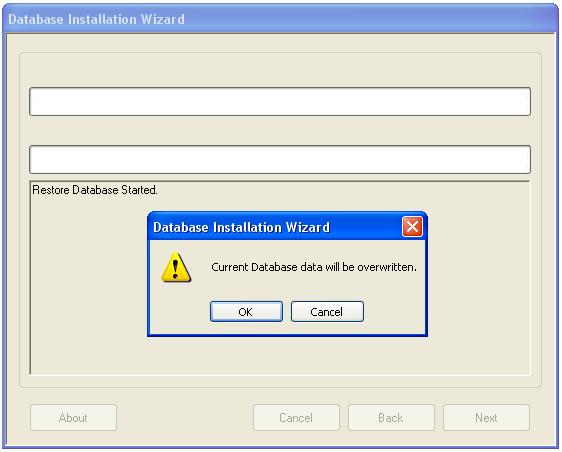 Database Installation Wizard
Restore Database Started.
Database Installation Wizard
Current Database data will be overwritten.
OK
Cancel
About
Cancel
Back
Next